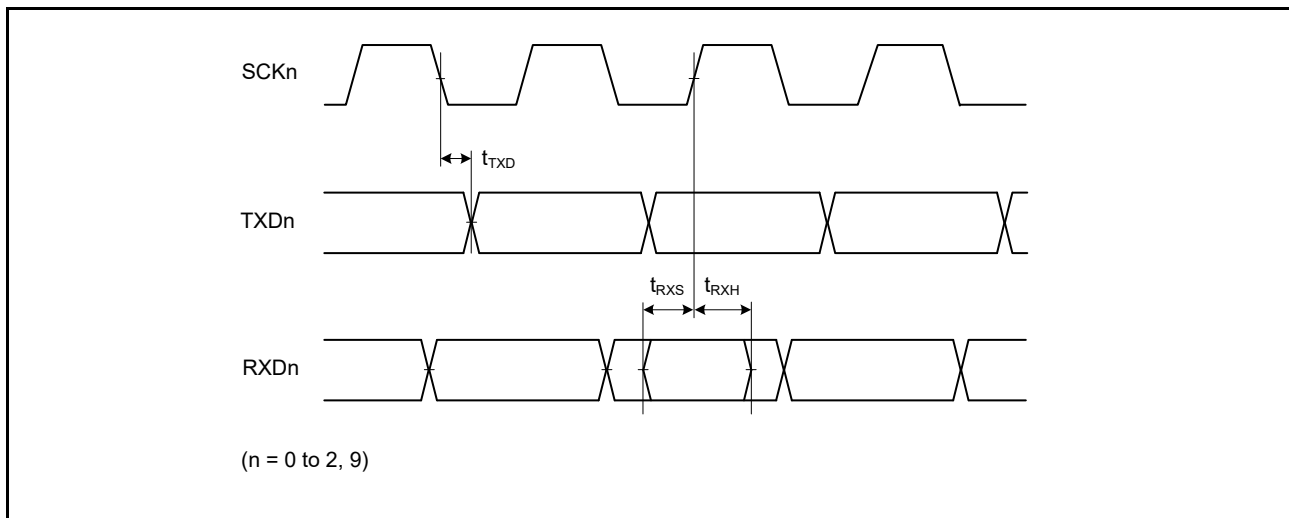 SCKn
tTXD
TXDn
tRXS tRXH
RXDn
(n = 0 to 2, 9)